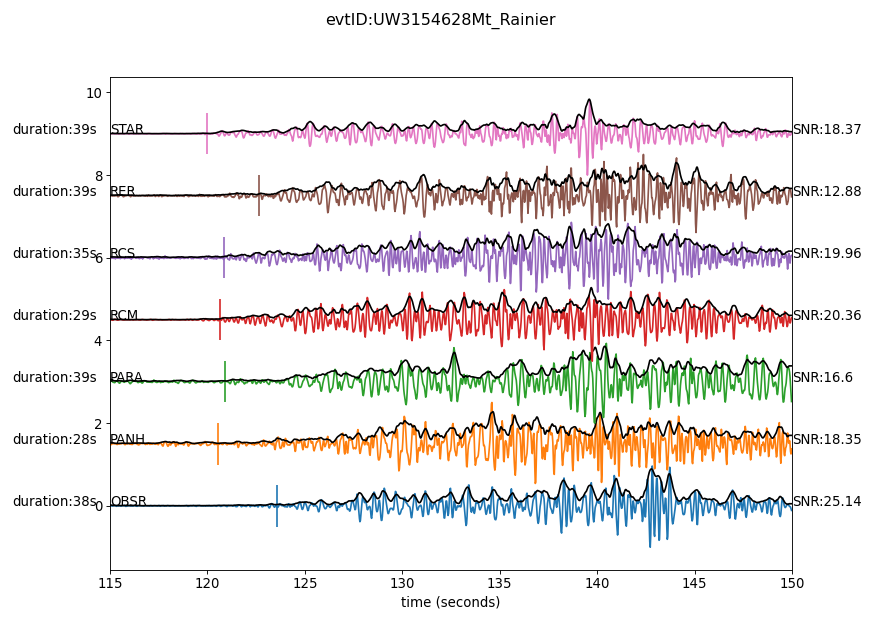 evtID:UW3154628Mt_Rainier
10
duration:39s STAR SNR:18.37
8
duration:39s RER SNR:12.88
duration:35s RCS SNR:19.96
6
duration:29s RCM SNR:20.36
4
duration:39s PARA SNR:16.6
2
duration:28s PANH SNR:18.35
duration:38s OBSR SNR:25.14
0
115 120 125 130 135 140 145 150
time (seconds)